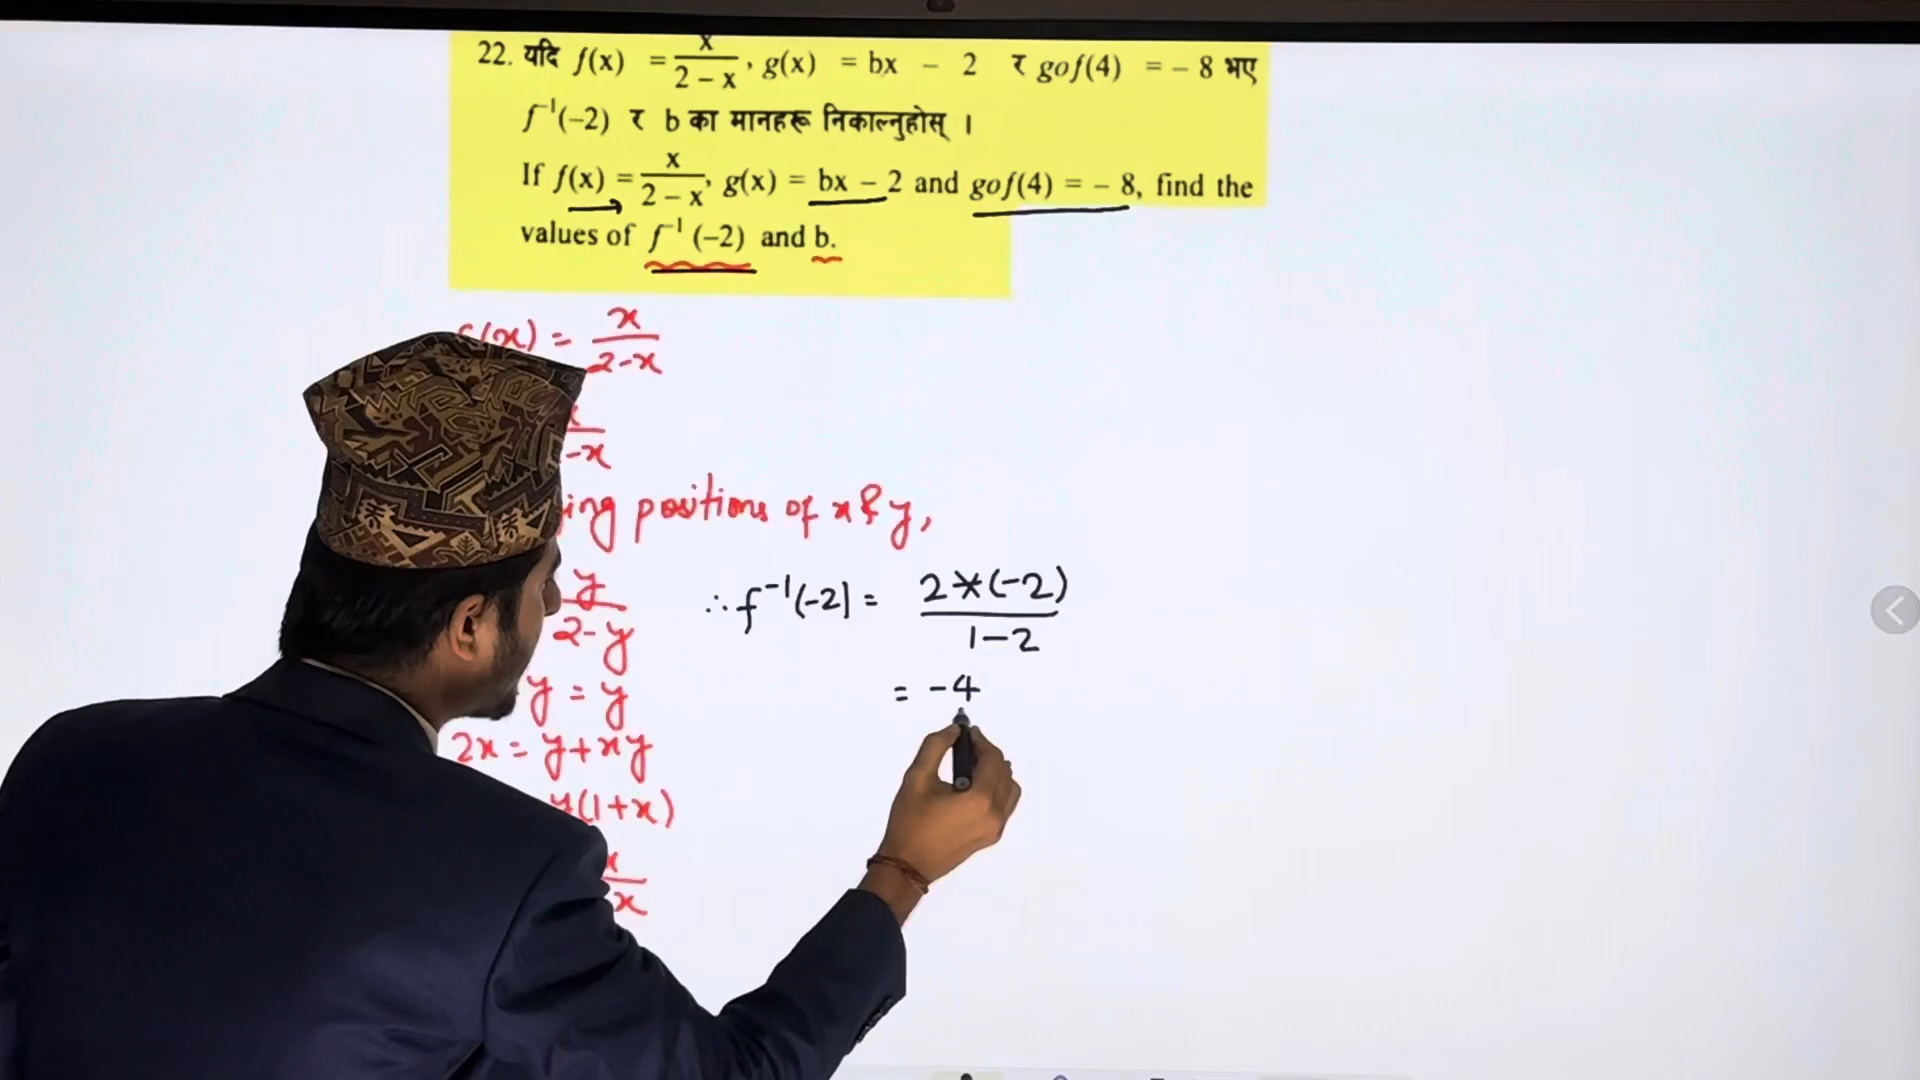 22. यदि f(x) = x/(2 – x), g(x) = bx – 2 र gof(4) = – 8 भए
f⁻¹(–2) र b का मानहरू निकाल्नुहोस् ।
If f(x) = x/(2 – x), g(x) = bx – 2 and gof(4) = – 8, find the
values of f⁻¹ (–2) and b.
(x) = x/(2-x)
-x
ing positions of x & y,
y/(2-y)
∴ f⁻¹(-2) = 2*(-2)/(1-2)
y = y
= -4
2x = y + xy
y(1+x)
x